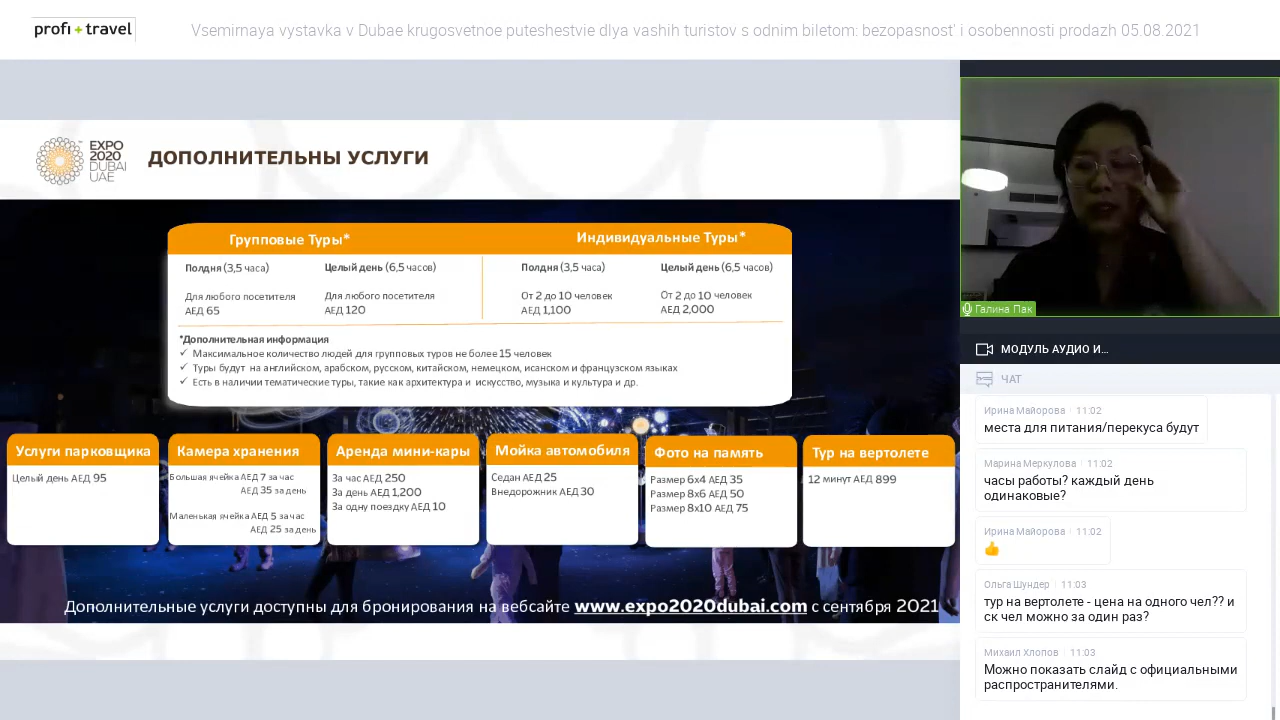 profi + travel
Vsemirnaya vystavka v Dubae krugosvetnoe puteshestvie dlya vashih turistov s odnim biletom: bezopasnost' i osobennosti prodazh 05.08.2021
EXPO
2020
DUBAI
UAE
ДОПОЛНИТЕЛЬНЫ УСЛУГИ
Групповые Туры*
Индивидуальные Туры*
Полдня (3,5 часа)
Целый день (6,5 часов)
Полдня (3,5 часа)
Целый день (6,5 часов)
Для любого посетителя
АЕД 65
Для любого посетителя
АЕД 120
От 2 до 10 человек
АЕД 1,100
От 2 до 10 человек
АЕД 2,000
*Дополнительная информация
✓ Максимальное количество людей для групповых туров не более 15 человек
✓ Туры будут на английском, арабском, русском, китайском, немецком, исанском и французском языках
✓ Есть в наличии тематические туры, такие как архитектура и искусство, музыка и культура и др.
Услуги парковщика
Целый день АЕД 95
Камера хранения
Большая ячейка АЕД 7 за час
АЕД 35 за день
Маленькая ячейка АЕД 5 за час
АЕД 25 за день
Аренда мини-кары
За час АЕД 250
За день АЕД 1,200
За одну поездку АЕД 10
Мойка автомобиля
Седан АЕД 25
Внедорожник АЕД 30
Фото на память
Размер 6х4 АЕД 35
Размер 8х6 АЕД 50
Размер 8х10 АЕД 75
Тур на вертолете
12 минут АЕД 899
Дополнительные услуги доступны для бронирования на вебсайте www.expo2020dubai.com с сентября 2021
Галина Пак
МОДУЛЬ АУДИО И...
ЧАТ
Ирина Майорова 11:02
места для питания/перекуса будут
Марина Меркулова 11:02
часы работы? каждый день
одинаковые?
Ирина Майорова 11:02
👍
Ольга Шундер 11:03
тур на вертолете - цена на одного чел?? и
ск чел можно за один раз?
Михаил Хлопов 11:03
Можно показать слайд с официальными
распространителями.